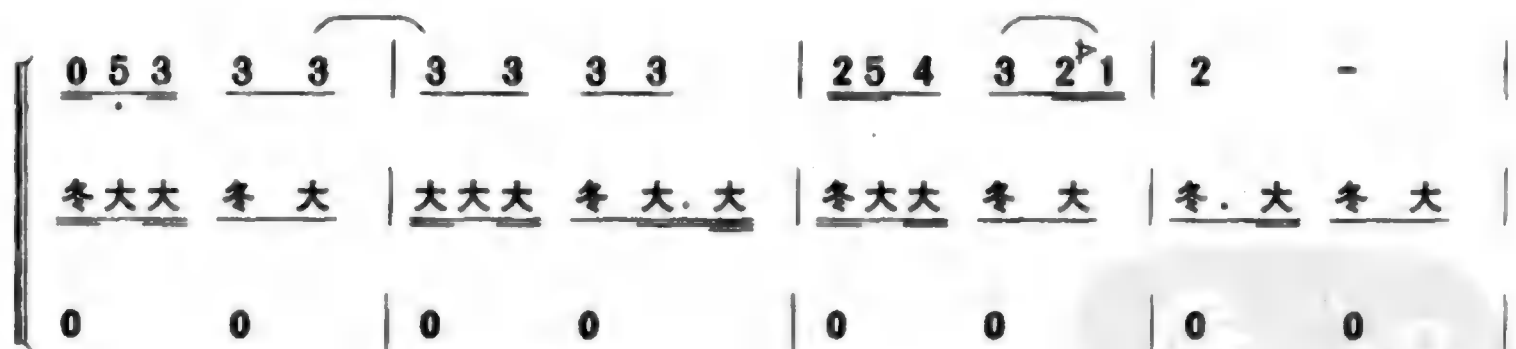 0 5 3 3 3 | 3 3 3 3 | 2 5 4 3 2 1 | 2 - |
冬大大 冬 大 | 大大大 冬 大.大 | 冬大大 冬 大 | 冬.大 冬 大 |
0 0 | 0 0 | 0 0 | 0 0 |